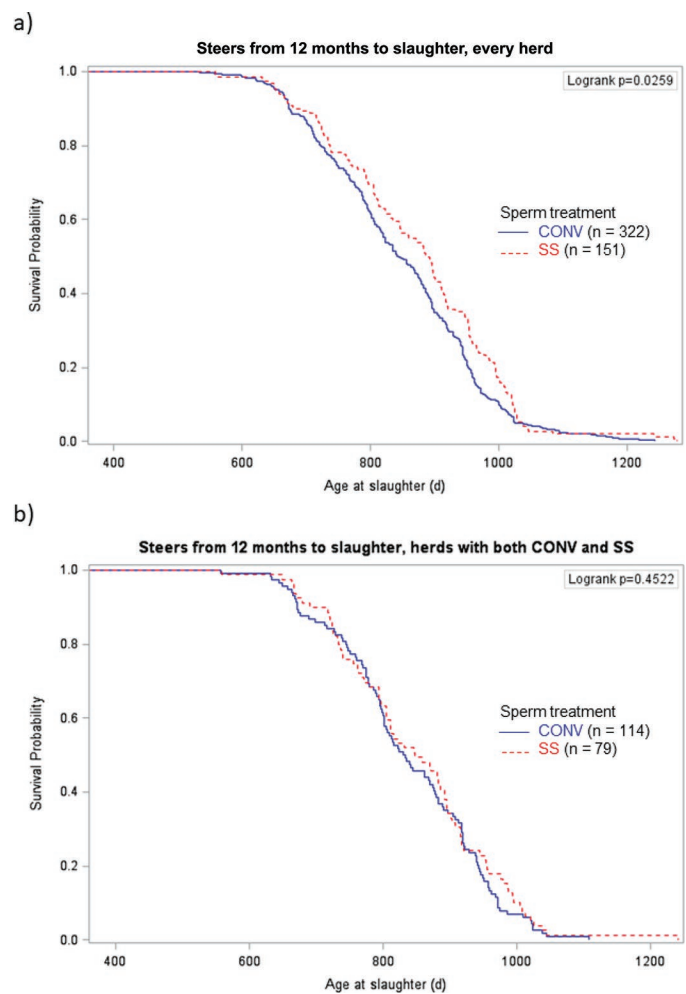 a)
Steers from 12 months to slaughter, every herd
Logrank p=0.0259
1.0
0.8
0.6
0.4
0.2
0.0
Survival Probability
Sperm treatment
CONV (n = 322)
SS (n = 151)
400 600 800 1000 1200
Age at slaughter (d)
b)
Steers from 12 months to slaughter, herds with both CONV and SS
Logrank p=0.4522
1.0
0.8
0.6
0.4
0.2
0.0
Survival Probability
Sperm treatment
CONV (n = 114)
SS (n = 79)
400 600 800 1000 1200
Age at slaughter (d)